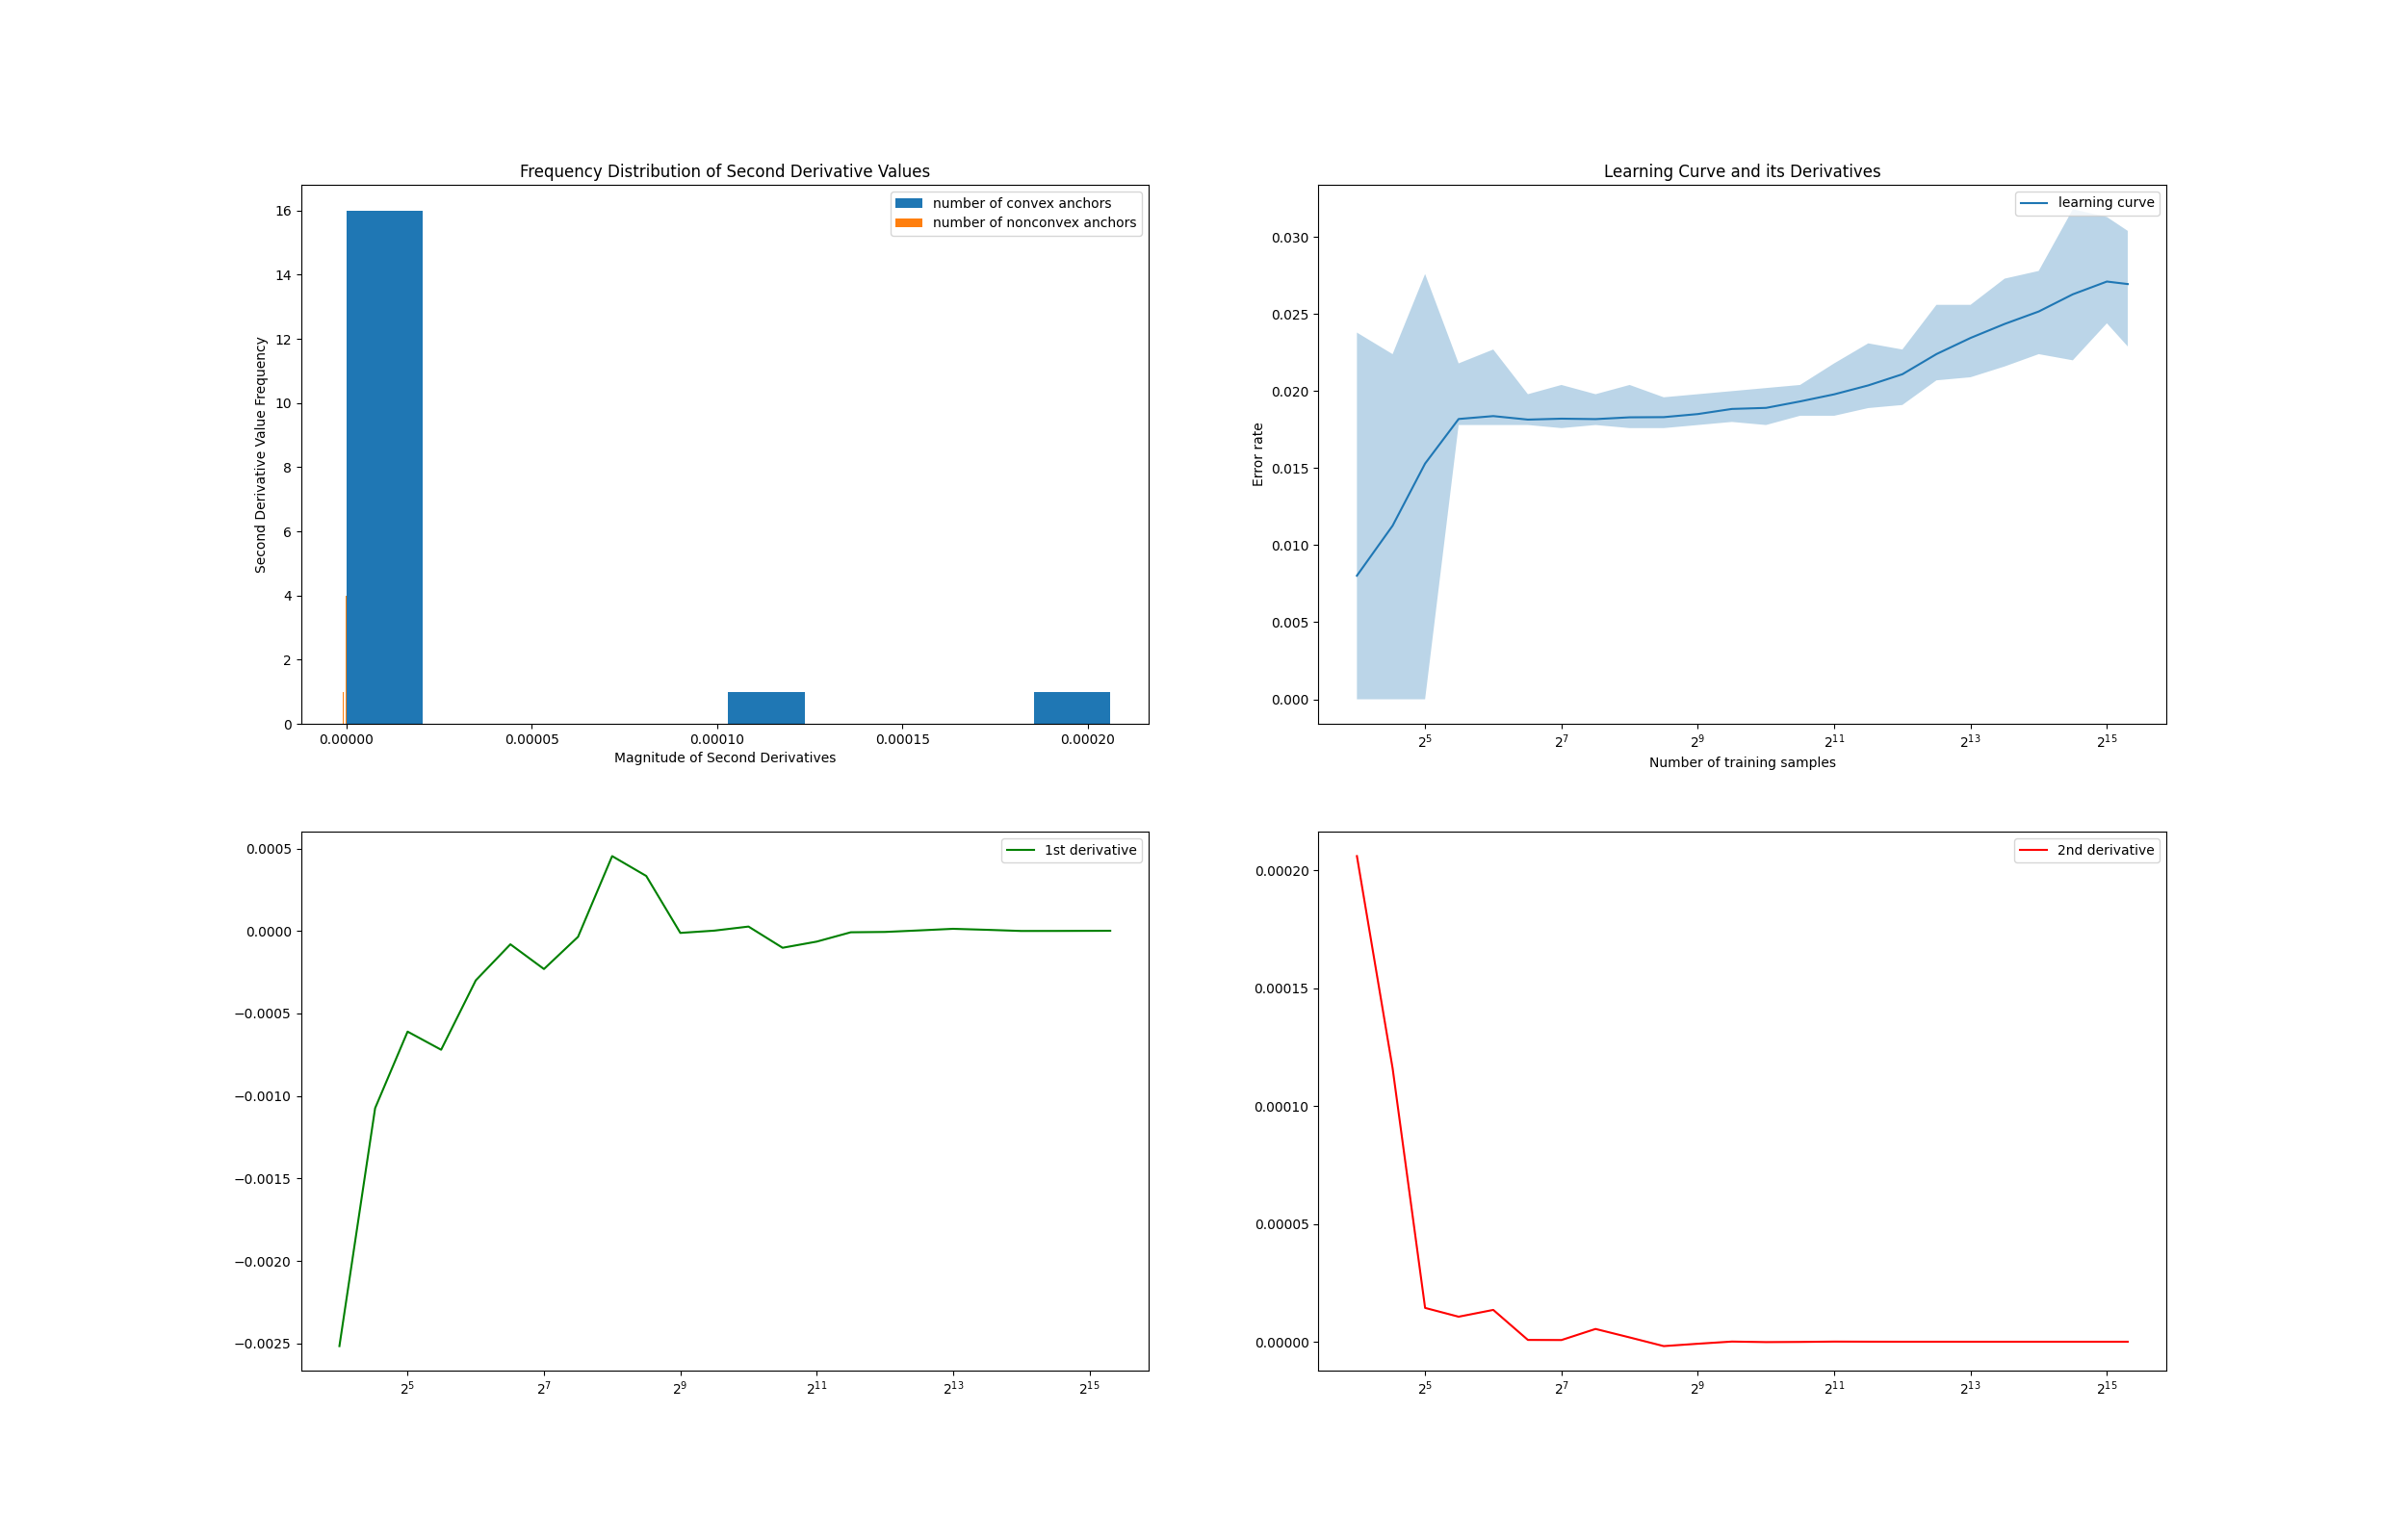 Frequency Distribution of Second Derivative Values
number of convex anchors
number of nonconvex anchors
16
14
12
10
8
6
4
2
0
Second Derivative Value Frequency
0.00000 0.00005 0.00010 0.00015 0.00020
Magnitude of Second Derivatives
Learning Curve and its Derivatives
learning curve
0.030
0.025
0.020
0.015
0.010
0.005
0.000
Error rate
2^5 2^7 2^9 2^11 2^13 2^15
Number of training samples
1st derivative
0.0005
0.0000
−0.0005
−0.0010
−0.0015
−0.0020
−0.0025
2^5 2^7 2^9 2^11 2^13 2^15
2nd derivative
0.00020
0.00015
0.00010
0.00005
0.00000
2^5 2^7 2^9 2^11 2^13 2^15